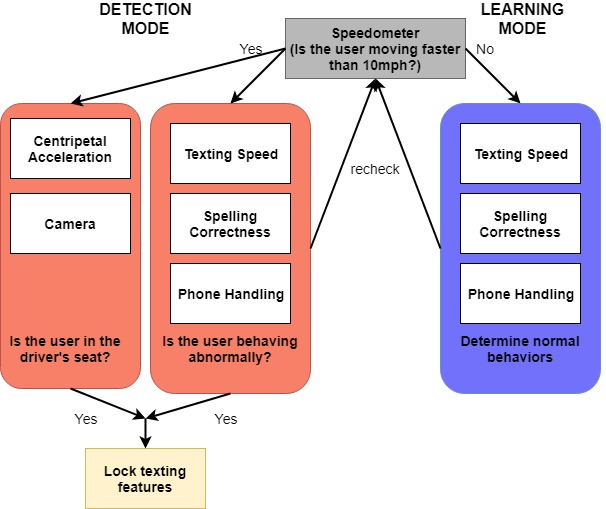 DETECTION
MODE
LEARNING
MODE
Speedometer
(Is the user moving faster
than 10mph?)
Yes
No
Centripetal
Acceleration
Camera
Is the user in the
driver's seat?
Texting Speed
Spelling
Correctness
Phone Handling
Is the user behaving
abnormally?
recheck
Texting Speed
Spelling
Correctness
Phone Handling
Determine normal
behaviors
Yes
Yes
Lock texting
features